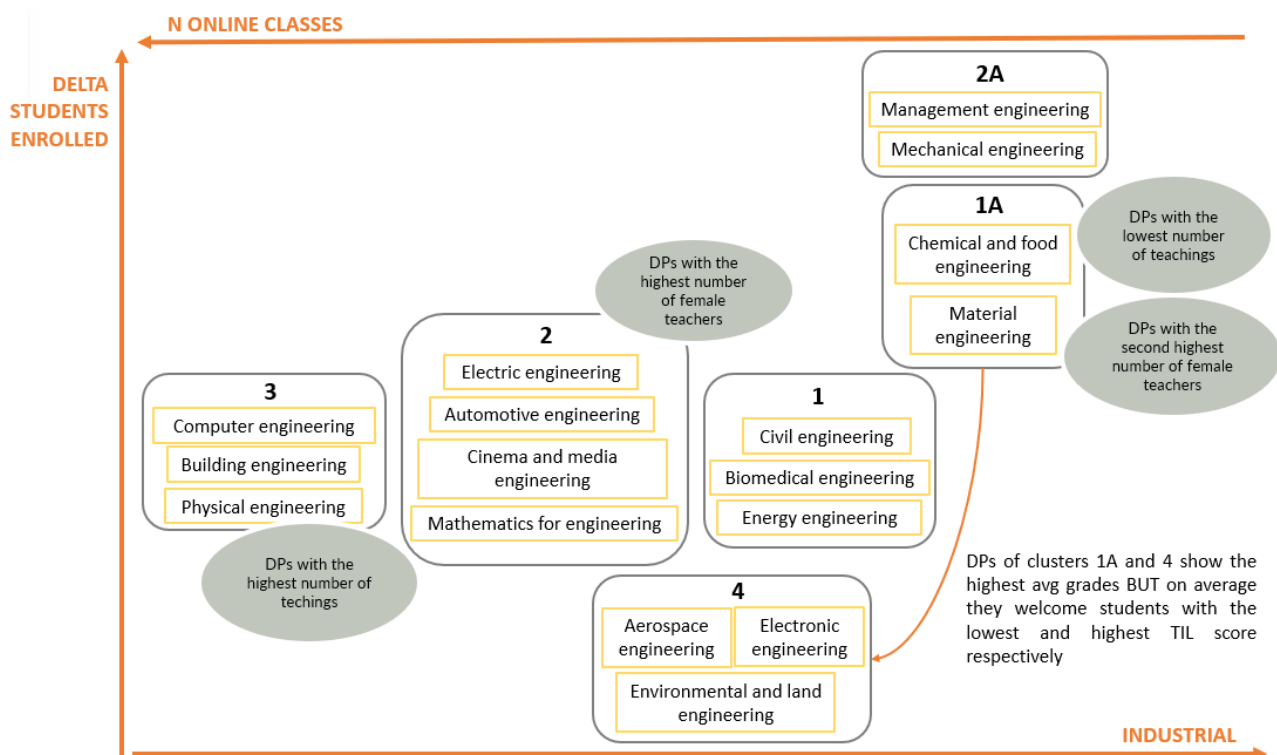 N ONLINE CLASSES
DELTA
STUDENTS
ENROLLED
2A
Management engineering
Mechanical engineering
1A
Chemical and food
engineering
Material
engineering
DPs with the
lowest number
of teachings
DPs with the
second highest
number of female
teachers
DPs with the
highest number
of female
teachers
2
Electric engineering
Automotive engineering
Cinema and media
engineering
Mathematics for engineering
3
Computer engineering
Building engineering
Physical engineering
DPs with the
highest number of
techings
1
Civil engineering
Biomedical engineering
Energy engineering
4
Aerospace
engineering
Electronic
engineering
Environmental and land
engineering
DPs of clusters 1A and 4 show the
highest avg grades BUT on average
they welcome students with the
lowest and highest TIL score
respectively
INDUSTRIAL